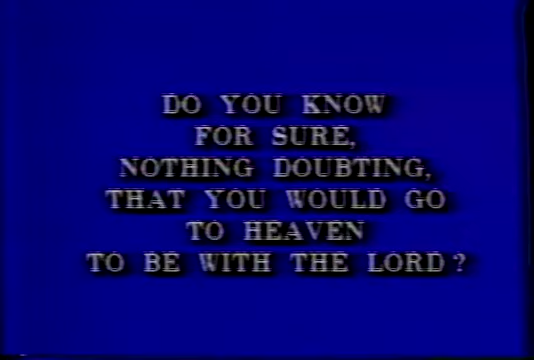 DO YOU KNOW
FOR SURE,
NOTHING DOUBTING,
THAT YOU WOULD GO
TO HEAVEN
TO BE WITH THE LORD?